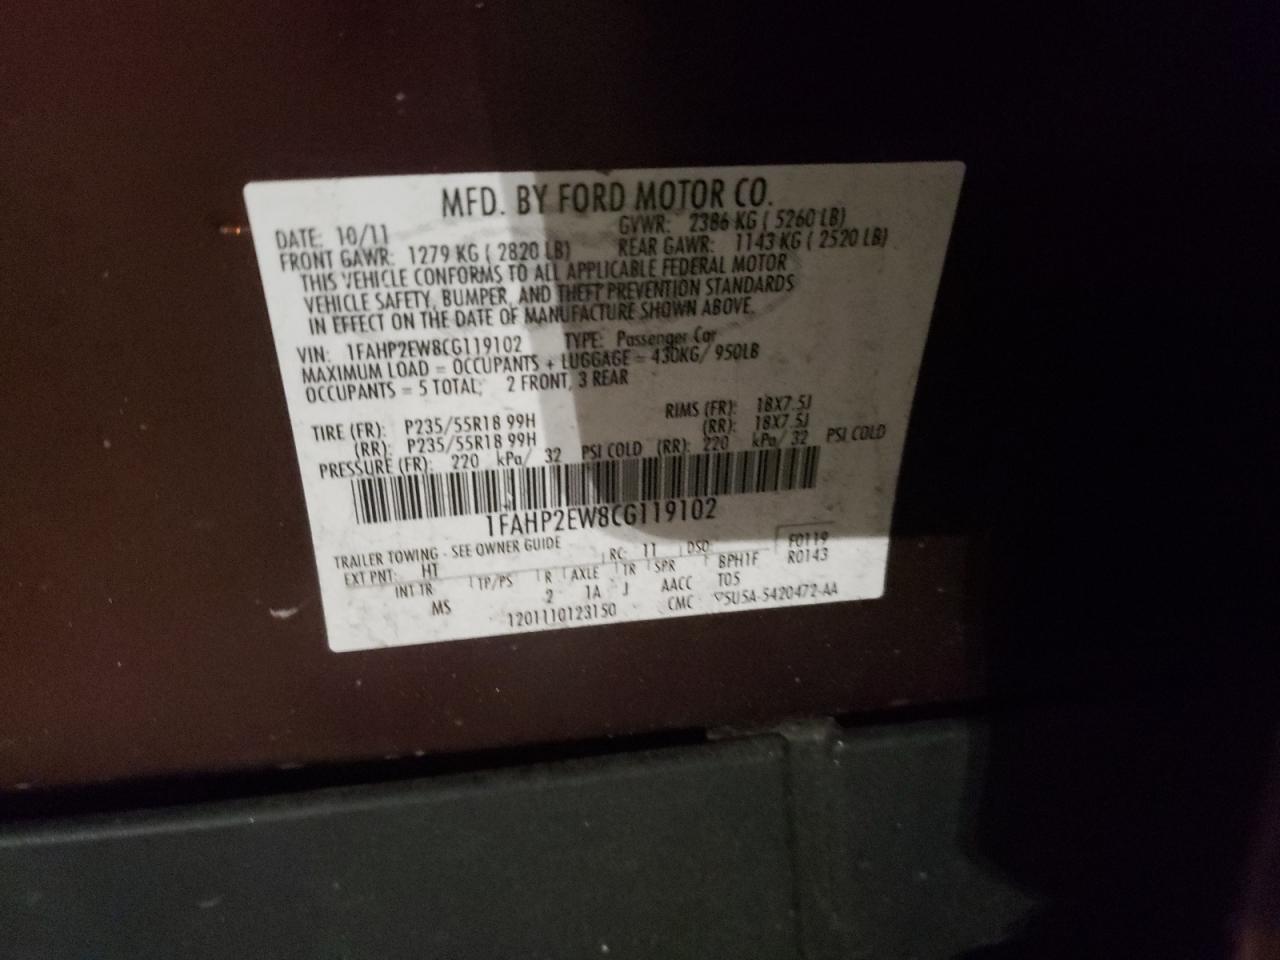 MFD. BY FORD MOTOR CO.
DATE: 10/11 GVWR: 2386 KG ( 5260 LB)
FRONT GAWR: 1279 KG ( 2820 LB) REAR GAWR: 1143 KG ( 2520 LB)
THIS VEHICLE CONFORMS TO ALL APPLICABLE FEDERAL MOTOR
VEHICLE SAFETY, BUMPER, AND THEFT PREVENTION STANDARDS
IN EFFECT ON THE DATE OF MANUFACTURE SHOWN ABOVE.
VIN: 1FAHP2EW8CG119102 TYPE: Passenger Car
MAXIMUM LOAD = OCCUPANTS + LUGGAGE = 430KG/ 950LB
OCCUPANTS = 5 TOTAL; 2 FRONT, 3 REAR
TIRE (FR): P235/55R18 99H RIMS (FR): 18X7.5J
(RR): P235/55R18 99H (RR): 18X7.5J
PRESSURE (FR): 220 kPa/ 32 PSI COLD (RR): 220 kPa/ 32 PSI COLD
1FAHP2EW8CG119102
TRAILER TOWING - SEE OWNER GUIDE F0119
EXT PNT: HT RC: 11 DSO: R0143
INT TR TP/PS R AXLE TR SPR BPH1F
MS 2 1A J AACC T05
1201110123150 CMC 5U5A-5420472-AA